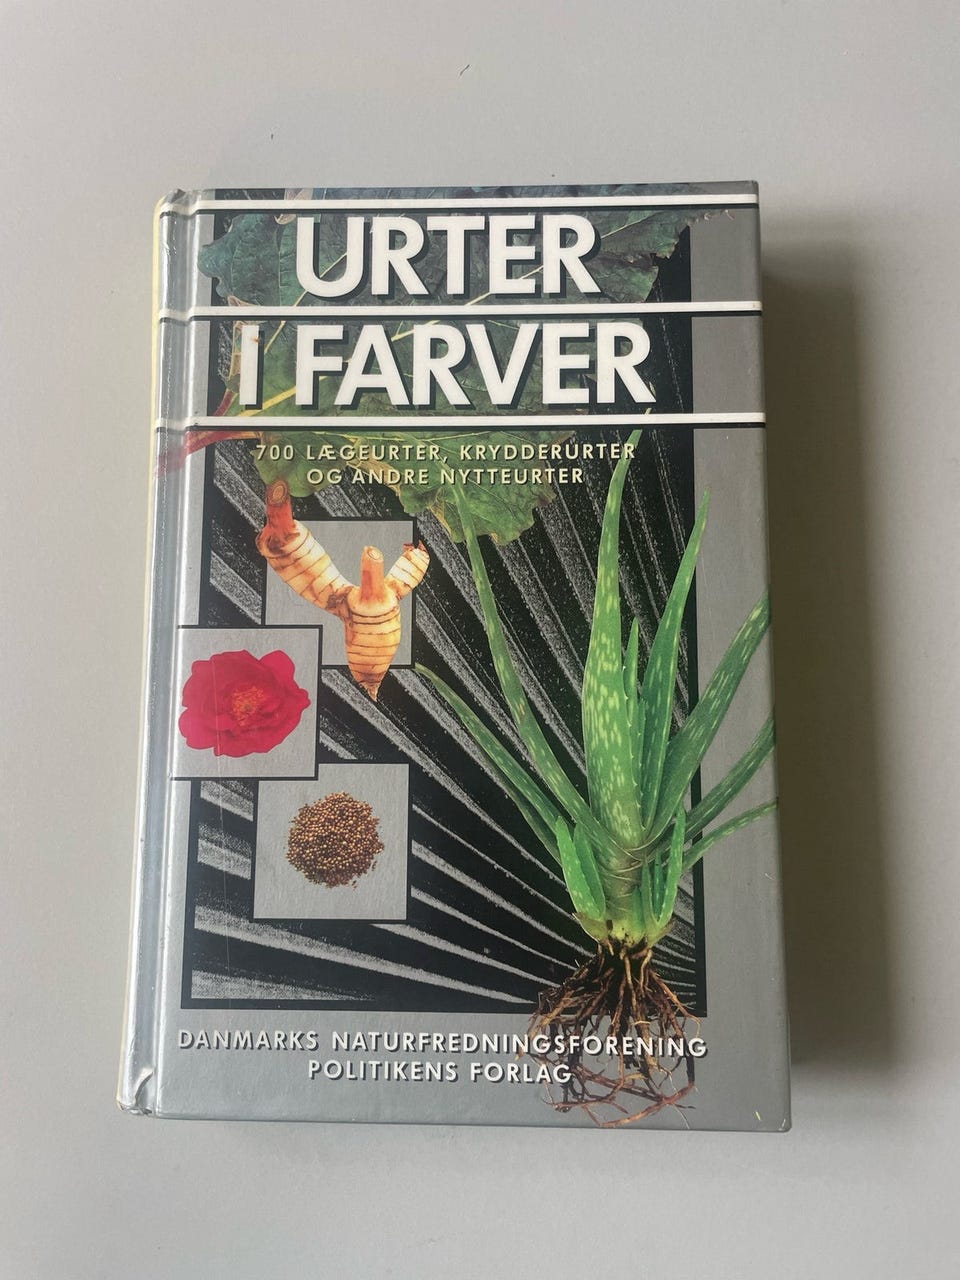 URTER
I FARVER
700 LÆGEURTER, KRYDDERURTER
OG ANDRE NYTTEURTER
DANMARKS NATURFREDNINGSFORENING
POLITIKENS FORLAG